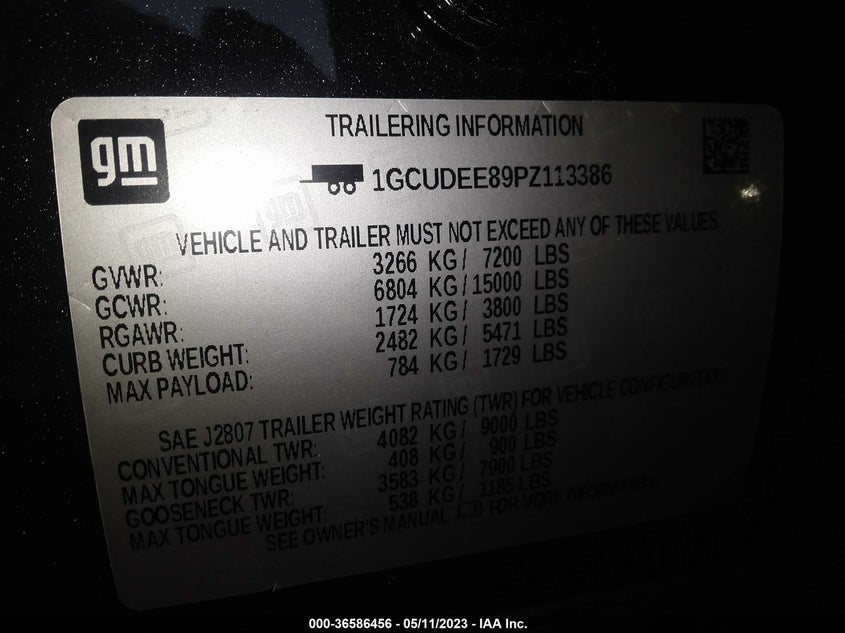 gm
TRAILERING INFORMATION
1GCUDEE89PZ113386
VEHICLE AND TRAILER MUST NOT EXCEED ANY OF THESE VALUES.
GVWR: 3266 KG/ 7200 LBS
GCWR: 6804 KG/ 15000 LBS
RGAWR: 1724 KG/ 3800 LBS
CURB WEIGHT: 2482 KG/ 5471 LBS
MAX PAYLOAD: 784 KG/ 1729 LBS
SAE J2807 TRAILER WEIGHT RATING (TWR) FOR VEHICLE CONFIGURATION
CONVENTIONAL TWR: 4082 KG/ 9000 LBS
MAX TONGUE WEIGHT: 408 KG/ 900 LBS
GOOSENECK TWR: 3583 KG/ 7900 LBS
MAX TONGUE WEIGHT: 538 KG/ 1185 LBS
SEE OWNER'S MANUAL FOR MORE INFORMATION.
000-36586456 - 05/11/2023 - IAA Inc.